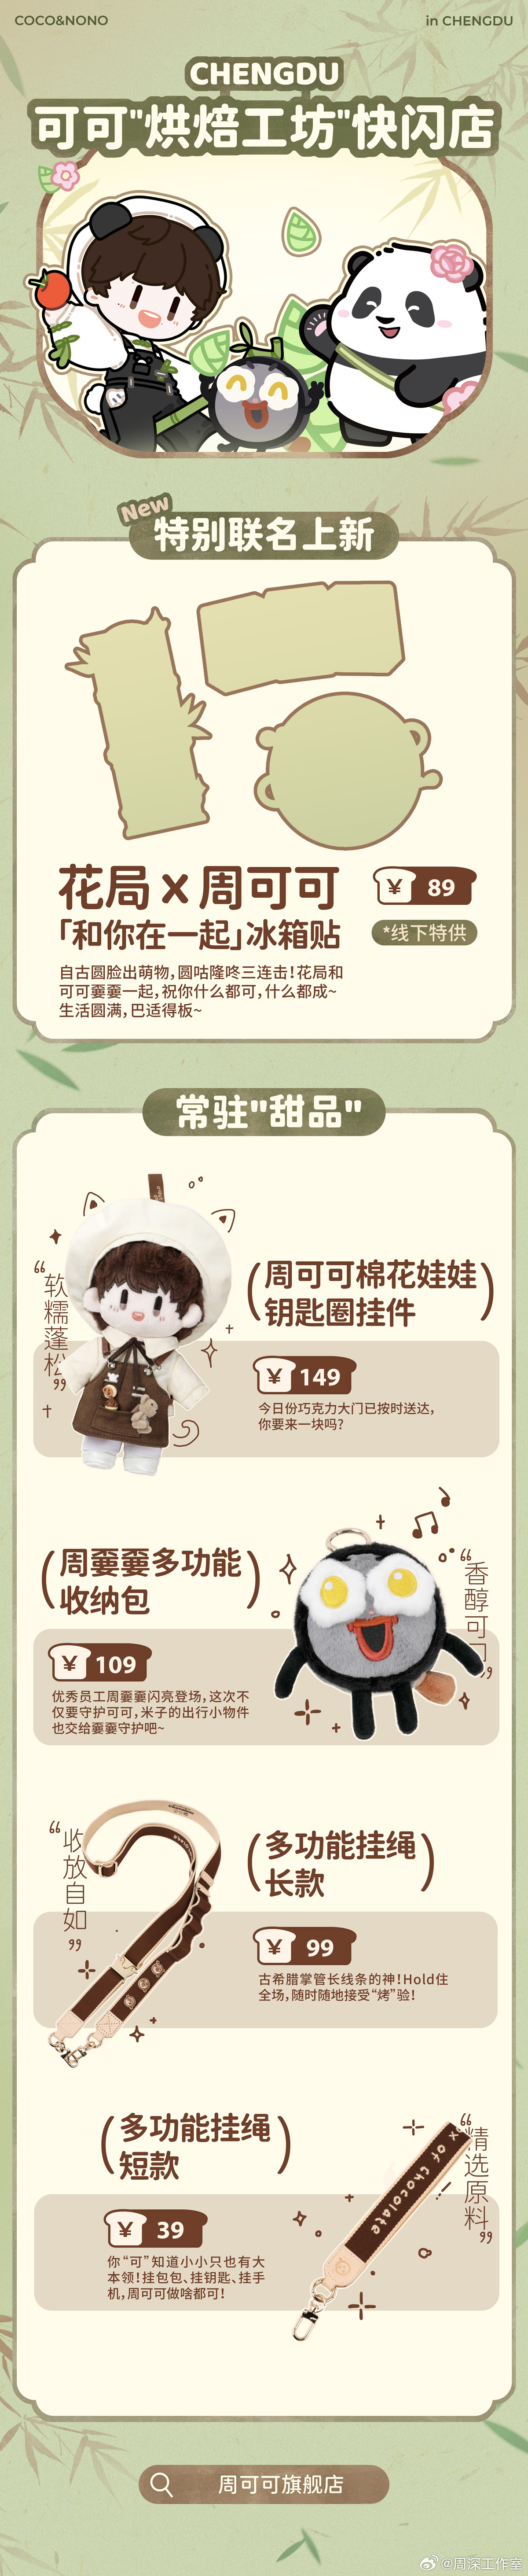 COCO&NONO
in CHENGDU
CHENGDU
可可"烘焙工坊"快闪店
New
特别联名上新
花局x周可可
「和你在一起」冰箱贴
¥ 89
*线下特供
自古圆脸出萌物,圆咕隆咚三连击!花局和
可可嫑嫑一起,祝你什么都可,什么都成~
生活圆满,巴适得板~
常驻"甜品"
“软糯蓬松”
(周可可棉花娃娃
钥匙圈挂件)
¥ 149
今日份巧克力大门已按时送达,
你要来一块吗?
(周嫑嫑多功能
收纳包)
“香醇可口”
¥ 109
优秀员工周嫑嫑闪亮登场,这次不
仅要守护可可,米子的出行小物件
也交给嫑嫑守护吧~
“收放自如”
(多功能挂绳
长款)
¥ 99
古希腊掌管长线条的神!Hold住
全场,随时随地接受“烤”验!
(多功能挂绳
短款)
“精选原料”
ox of chocolate
¥ 39
你“可”知道小小只也有大
本领!挂包包、挂钥匙、挂手
机,周可可做啥都可!
周可可旗舰店
@周深工作室